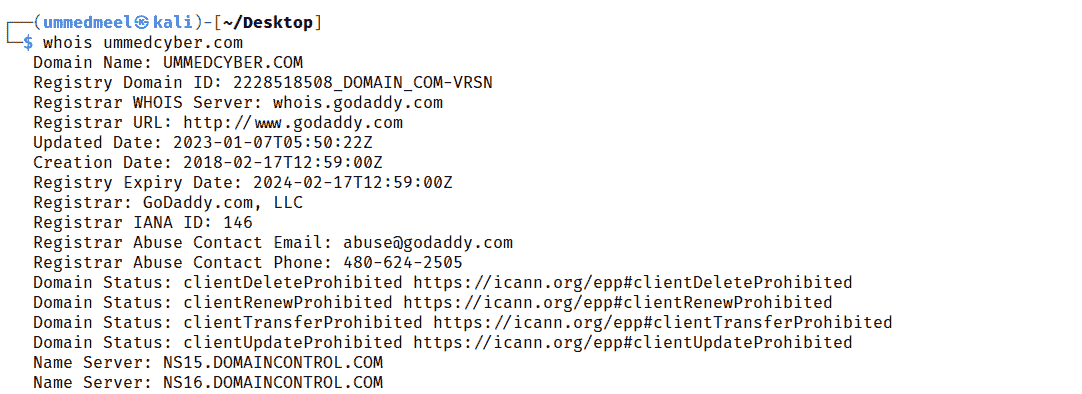 ┌──(ummedmeel㉿kali)-[~/Desktop]
└─$ whois ummedcyber.com
Domain Name: UMMEDCYBER.COM
Registry Domain ID: 2228518508_DOMAIN_COM-VRSN
Registrar WHOIS Server: whois.godaddy.com
Registrar URL: http://www.godaddy.com
Updated Date: 2023-01-07T05:50:22Z
Creation Date: 2018-02-17T12:59:00Z
Registry Expiry Date: 2024-02-17T12:59:00Z
Registrar: GoDaddy.com, LLC
Registrar IANA ID: 146
Registrar Abuse Contact Email: abuse@godaddy.com
Registrar Abuse Contact Phone: 480-624-2505
Domain Status: clientDeleteProhibited https://icann.org/epp#clientDeleteProhibited
Domain Status: clientRenewProhibited https://icann.org/epp#clientRenewProhibited
Domain Status: clientTransferProhibited https://icann.org/epp#clientTransferProhibited
Domain Status: clientUpdateProhibited https://icann.org/epp#clientUpdateProhibited
Name Server: NS15.DOMAINCONTROL.COM
Name Server: NS16.DOMAINCONTROL.COM